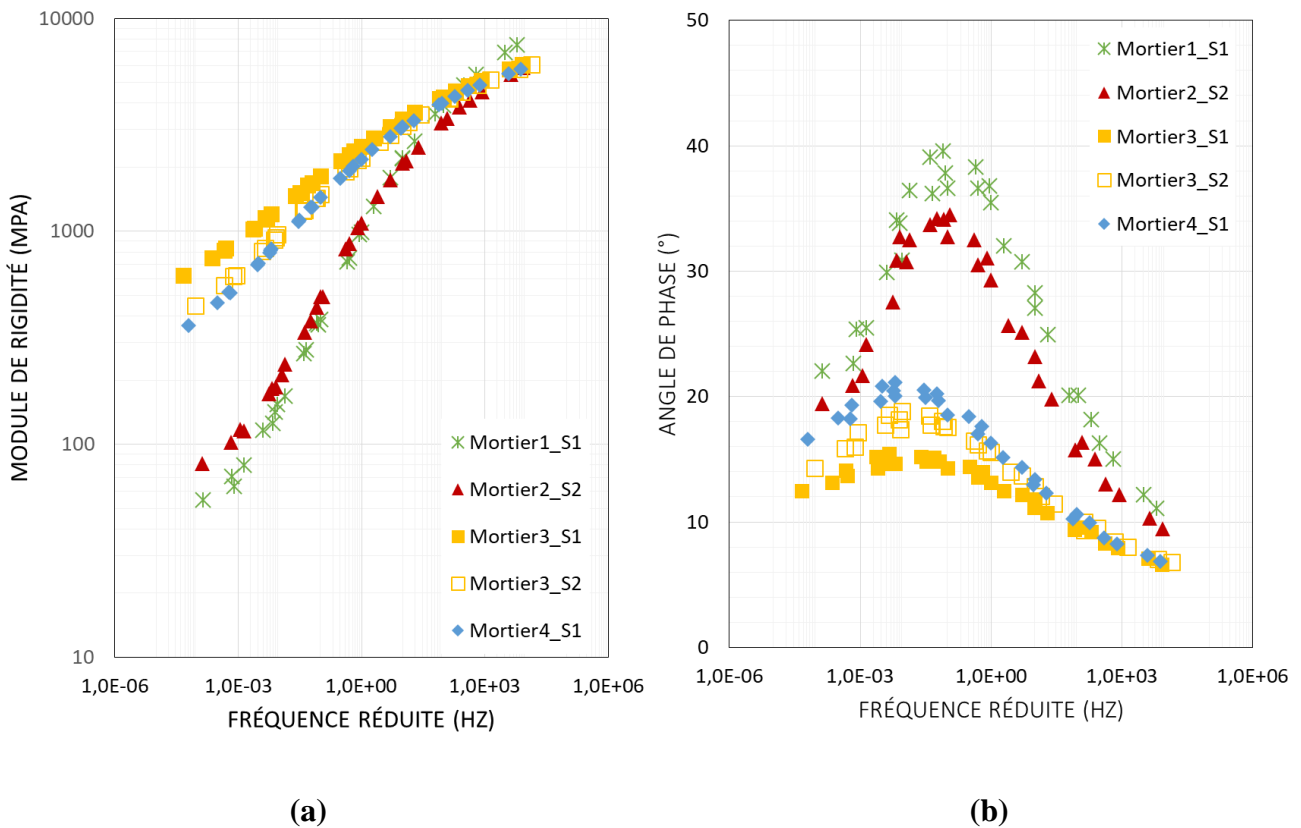 MODULE DE RIGIDITÉ (MPA)
10000
1000
100
10
Mortier1_S1
Mortier2_S2
Mortier3_S1
Mortier3_S2
Mortier4_S1
1,0E-06 1,0E-03 1,0E+00 1,0E+03 1,0E+06
FRÉQUENCE RÉDUITE (HZ)
(a)
ANGLE DE PHASE (°)
50
40
30
20
10
0
Mortier1_S1
Mortier2_S2
Mortier3_S1
Mortier3_S2
Mortier4_S1
1,0E-06 1,0E-03 1,0E+00 1,0E+03 1,0E+06
FRÉQUENCE RÉDUITE (HZ)
(b)